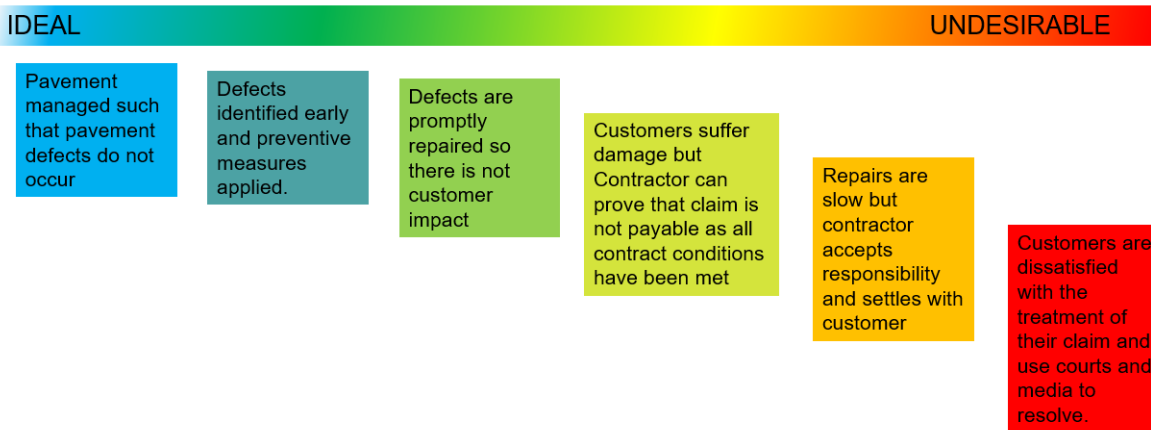 IDEAL
UNDESIRABLE
Pavement
managed such
that pavement
defects do not
occur
Defects
identified early
and preventive
measures
applied.
Defects are
promptly
repaired so
there is not
customer
impact
Customers suffer
damage but
Contractor can
prove that claim is
not payable as all
contract conditions
have been met
Repairs are
slow but
contractor
accepts
responsibility
and settles with
customer
Customers are
dissatisfied
with the
treatment of
their claim and
use courts and
media to
resolve.